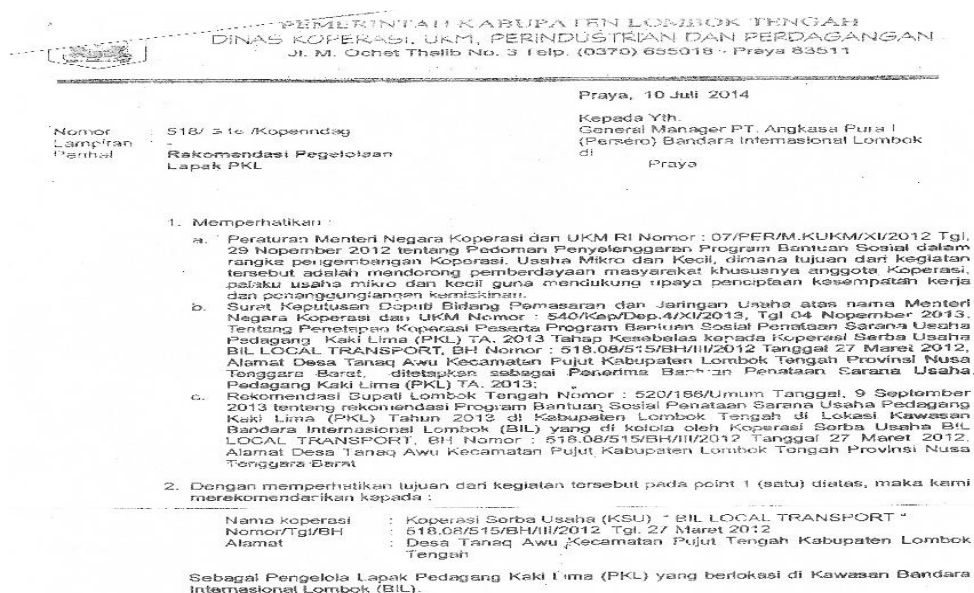 PEMERINTAH KABUPATEN LOMBOK TENGAH
DINAS KOPERASI, UKM, PERINDUSTRIAN DAN PERDAGANGAN
Jl. M. Ochet Thalib No. 3 Telp. (0370) 655018 - Praya 83511
Praya, 10 Juli 2014
Nomor : 518/ /Koperindag
Lampiran : -
Perihal : Rekomendasi Pegelolaan
Lapak PKL
Kepada Yth.
General Manager PT. Angkasa Pura I
(Persero) Bandara Internasional Lombok
di
Praya
1. Memperhatikan :
a. Peraturan Menteri Negara Koperasi dan UKM RI Nomor : 07/PER/M.KUKM/XI/2012 Tgl,
29 Nopember 2012 tentang Pedoman Penyelenggaran Program Bantuan Sosial dalam
rangka pengembangan Koperasi, Usaha Mikro dan Kecil, dimana tujuan dari kegiatan
tersebut adalah mendorong pemberdayaan masyarakat khususnya anggota Koperasi,
pelaku usaha mikro dan kecil guna mendukung upaya penciptaan kesempatan kerja
dan penanggunglangan kemiskinan.
b. Surat Keputusan Deputi Bidang Pemasaran dan Jaringan Usaha atas nama Menteri
Negara Koperasi dan UKM Nomor : 540/Kep/Dep.4/XI/2013, Tgl 04 Nopember 2013.
Tentang Penetapan Koperasi Peserta Program Bantuan Sosial Penataan Sarana Usaha
Pedagang Kaki Lima (PKL) TA. 2013 Tahap Kesebelas kepada Koperasi Serba Usaha
BIL LOCAL TRANSPORT, BH Nomor : 518.08/515/BH/III/2012 Tanggal 27 Maret 2012,
Alamat Desa Tanaq Awu Kecamatan Pujut Kabupaten Lombok Tengah Provinsi Nusa
Tenggara Barat, ditetapkan sebagai Penerima Bantuan Penataan Sarana Usaha
Pedagang Kaki Lima (PKL) TA. 2013;
c. Rekomendasi Bupati Lombok Tengah Nomor : 520/186/Umum Tanggal, 9 September
2013 tentang rekomendasi Program Bantuan Sosial Penataan Sarana Usaha Pedagang
Kaki Lima (PKL) Tahun 2013 di Kabupaten Lombok Tengah di Lokasi Kawasan
Bandara Internasional Lombok (BIL) yang di kelola oleh Koperasi Serba Usaha BIL
LOCAL TRANSPORT, BH Nomor : 518.08/515/BH/III/2012 Tanggal 27 Maret 2012.
Alamat Desa Tanaq Awu Kecamatan Pujut Kabupaten Lombok Tengah Provinsi Nusa
Tenggara Barat
2. Dengan memperhatikan tujuan dari kegiatan tersebut pada point 1 (satu) diatas, maka kami
merekomendasikan kepada :
Nama koperasi : Koperasi Serba Usaha (KSU) " BIL LOCAL TRANSPORT "
Nomor/Tgl/BH : 518.08/515/BH/III/2012 Tgl. 27 Maret 2012
Alamat : Desa Tanaq Awu Kecamatan Pujut Tengah Kabupaten Lombok
Tengah
Sebagai Pengelola Lapak Pedagang Kaki Lima (PKL) yang berlokasi di Kawasan Bandara
Internasional Lombok (BIL).